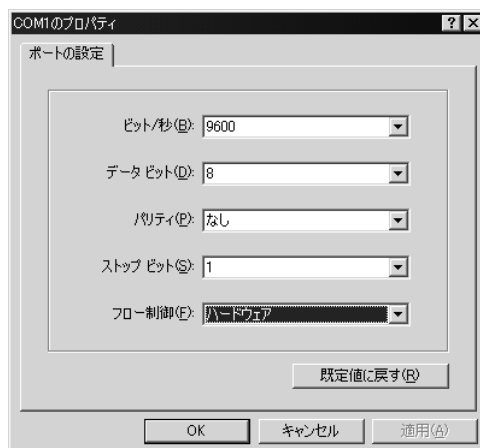 COM1のプロパティ
ポートの設定
ビット/秒(B): 9600
データ ビット(D): 8
パリティ(P): なし
ストップ ビット(S): 1
フロー制御(F): ハードウェア
既定値に戻す(R)
OK キャンセル 適用(A)